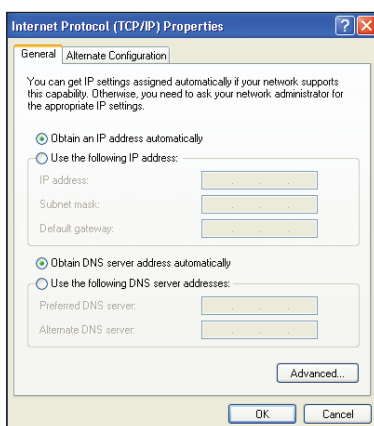 Internet Protocol (TCP/IP) Properties
General Alternate Configuration
You can get IP settings assigned automatically if your network supports
this capability. Otherwise, you need to ask your network administrator for
the appropriate IP settings.
Obtain an IP address automatically
Use the following IP address:
IP address:
Subnet mask:
Default gateway:
Obtain DNS server address automatically
Use the following DNS server addresses:
Preferred DNS server:
Alternate DNS server:
Advanced...
OK Cancel